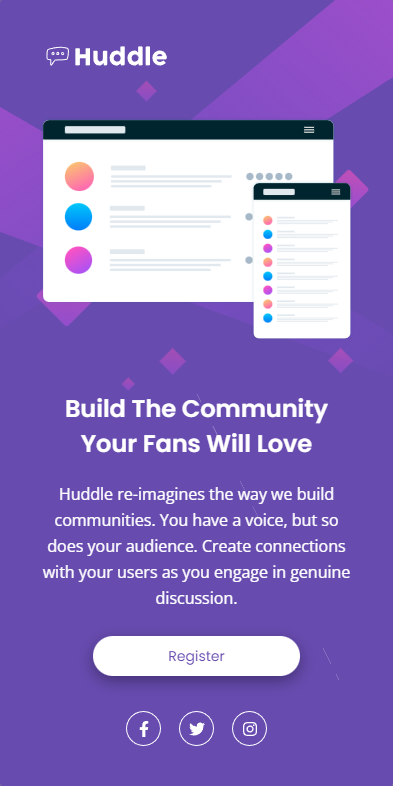 Huddle
Build The Community
Your Fans Will Love
Huddle re-imagines the way we build
communities. You have a voice, but so
does your audience. Create connections
with your users as you engage in genuine
discussion.
Register